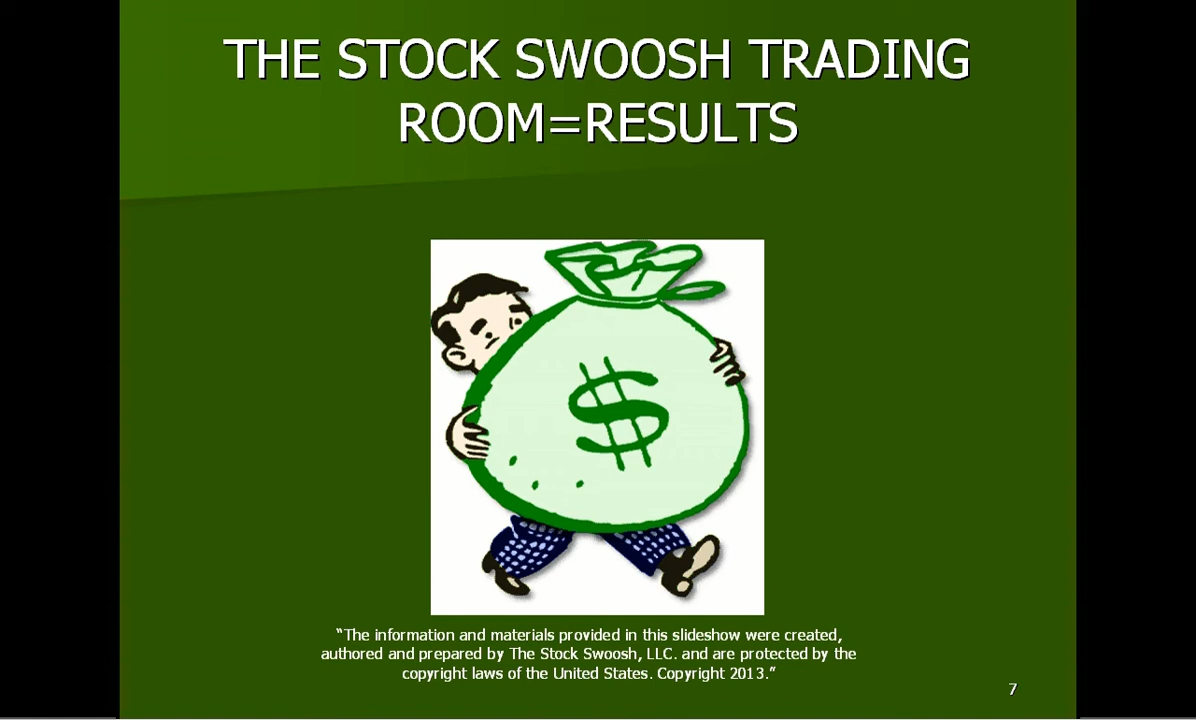 THE STOCK SWOOSH TRADING
ROOM=RESULTS
$
“The information and materials provided in this slideshow were created,
authored and prepared by The Stock Swoosh, LLC. and are protected by the
copyright laws of the United States. Copyright 2013.”
7